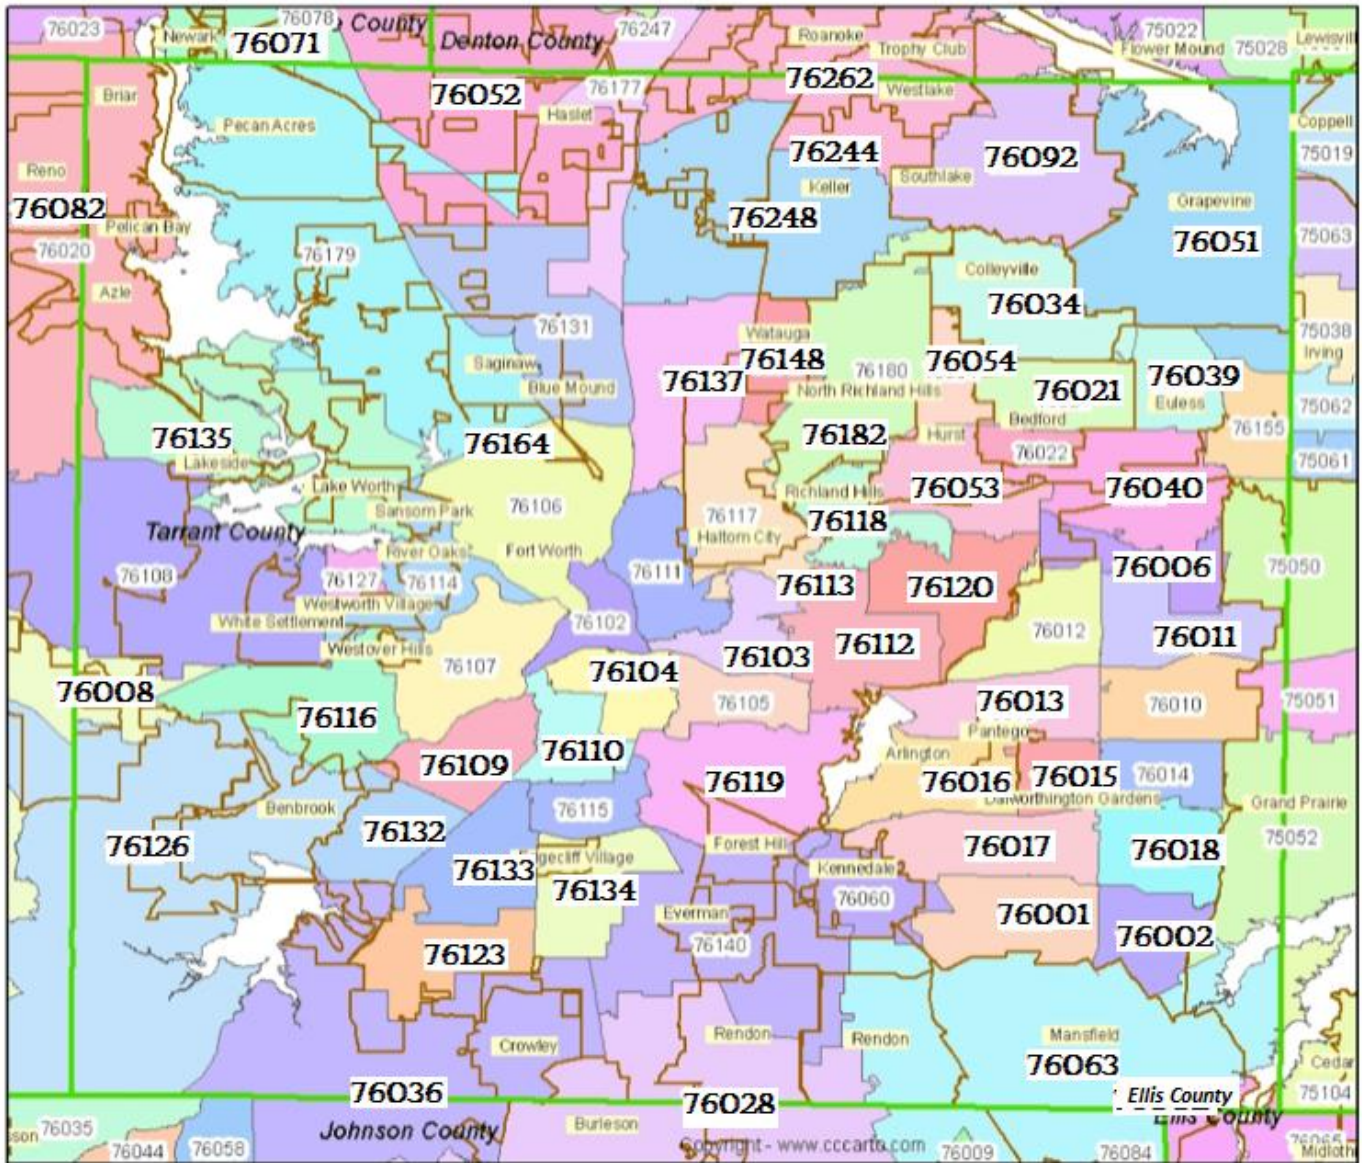 76023
76078
County
76247
75022
Newark
76071
Denton County
Roanoke
Trophy Club
Flower Mound
75028
Lewisvill
76262
Briar
76052
76177
Westlake
Haslet
Pecan Acres
Coppell
76244
76092
75019
Reno
Keller
Southlake
76082
76248
Grapevine
Pelican Bay
76051
75063
76020
76179
Colleyville
Azle
76034
76131
Watauga
75038
Saginaw
76148
76180
76054
Irving
Blue Mound
76137
North Richland Hills
76021
76039
Euless
75062
76135
76164
76182
Bedford
Hurst
76155
Lakeside
76022
75061
Lake Worth
Richland Hills
76053
76040
Sansom Park
76106
76117
76118
Tarrant County
Haltom City
River Oaks
Fort Worth
76006
76108
76127
76114
76111
76113
76120
75050
Westworth Village
White Settlement
76102
76012
76011
Westover Hills
76107
76104
76103
76112
76008
76105
76013
76010
75051
76116
Pantego
76109
76110
Arlington
76119
76016
76015
76014
Dalworthington Gardens
Benbrook
76115
Grand Prairie
76132
76126
Forest Hill
76017
76018
75052
76133
Edgecliff Village
Kennedale
76134
76060
Everman
76001
76140
76002
76123
Rendon
Rendon
Mansfield
Crowley
76063
Cedar
76036
76028
Ellis County
75104
Ellis County
76035
Johnson County
Burleson
Copyright - www.cccarto.com
76044
76058
76009
76084
76065
Midloth